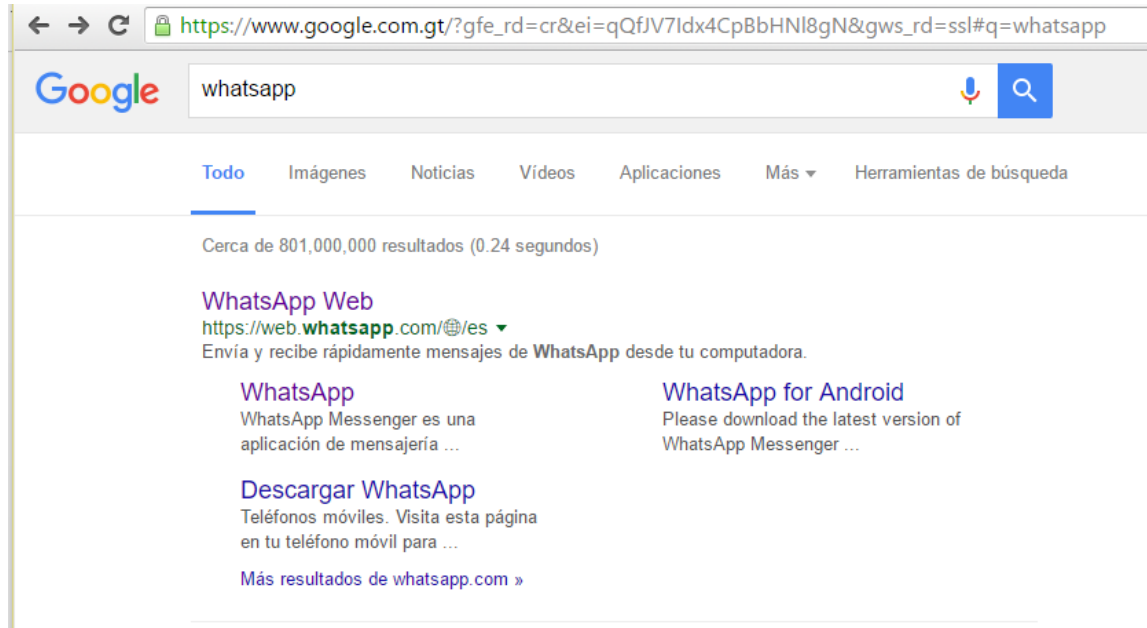 https://www.google.com.gt/?gfe_rd=cr&ei=qQfJV7Idx4CpBbHNl8gN&gws_rd=ssl#q=whatsapp
Google whatsapp
Todo Imágenes Noticias Vídeos Aplicaciones Más Herramientas de búsqueda
Cerca de 801,000,000 resultados (0.24 segundos)
WhatsApp Web
https://web.whatsapp.com/🌐/es
Envía y recibe rápidamente mensajes de WhatsApp desde tu computadora.
WhatsApp
WhatsApp Messenger es una
aplicación de mensajería ...
WhatsApp for Android
Please download the latest version of
WhatsApp Messenger ...
Descargar WhatsApp
Teléfonos móviles. Visita esta página
en tu teléfono móvil para ...
Más resultados de whatsapp.com »